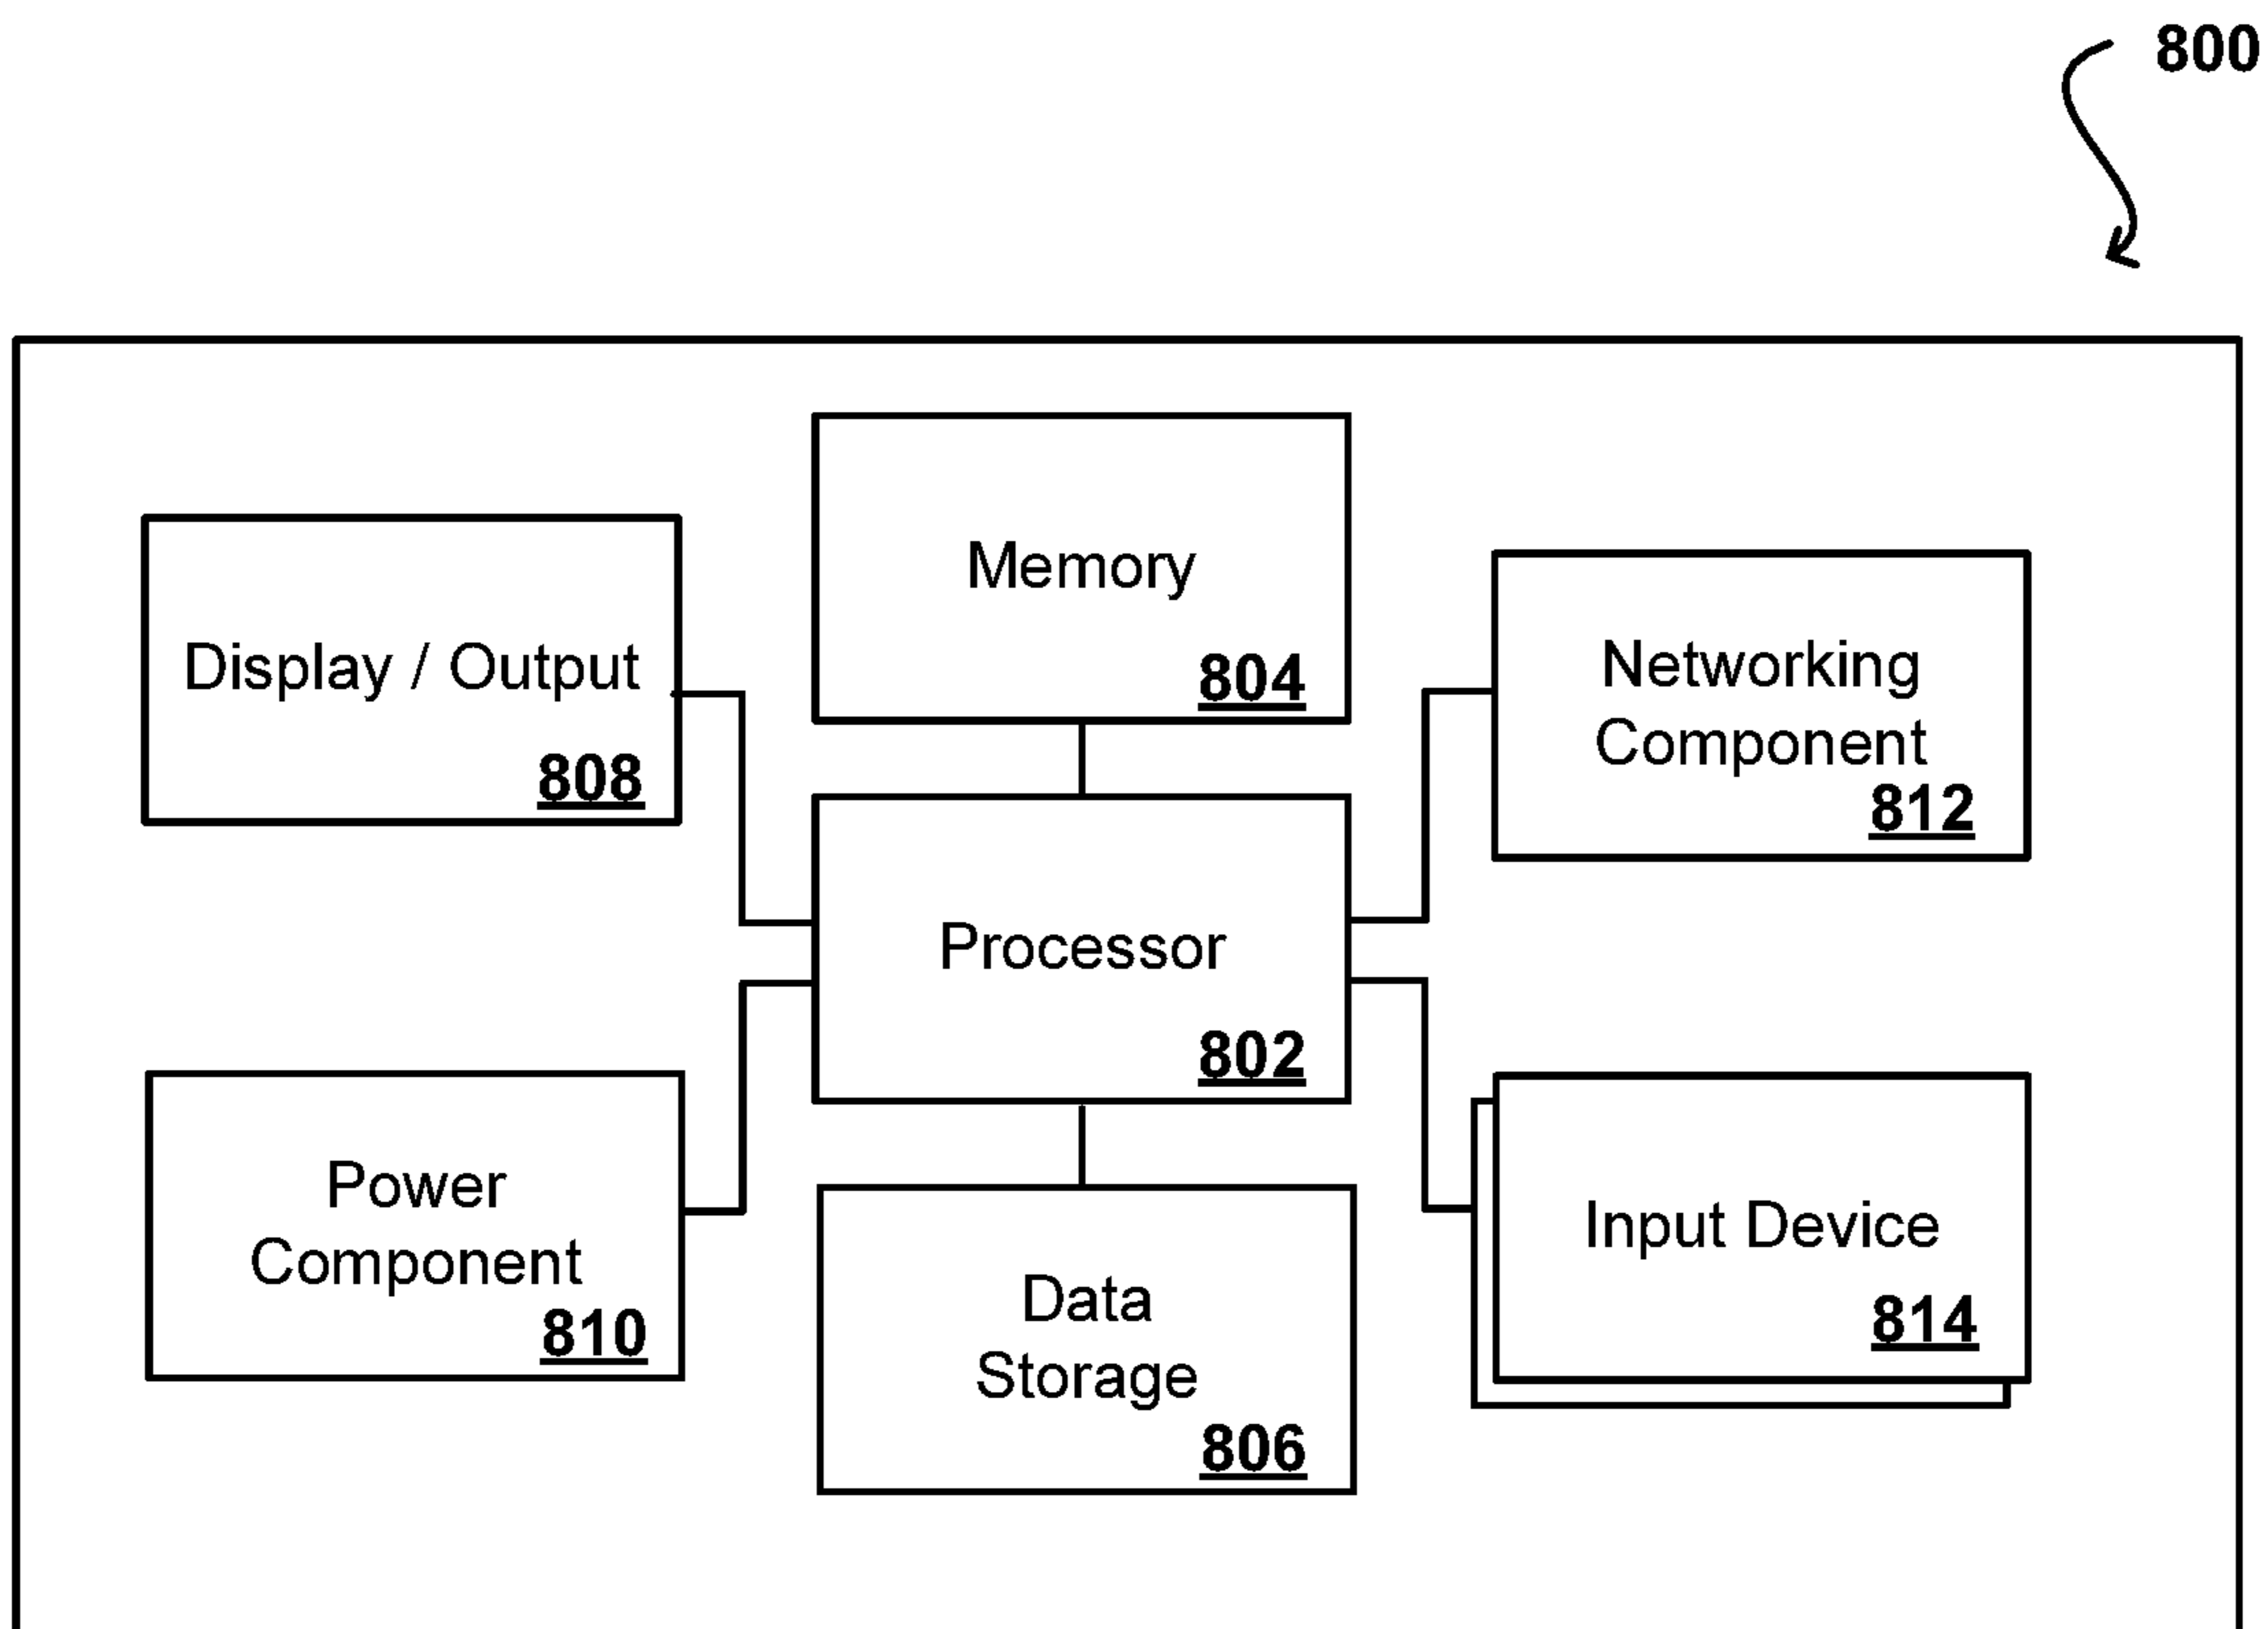 800
Memory
804
Display / Output
808
Networking
Component
812
Processor
802
Power
Component
810
Data
Storage
806
Input Device
814